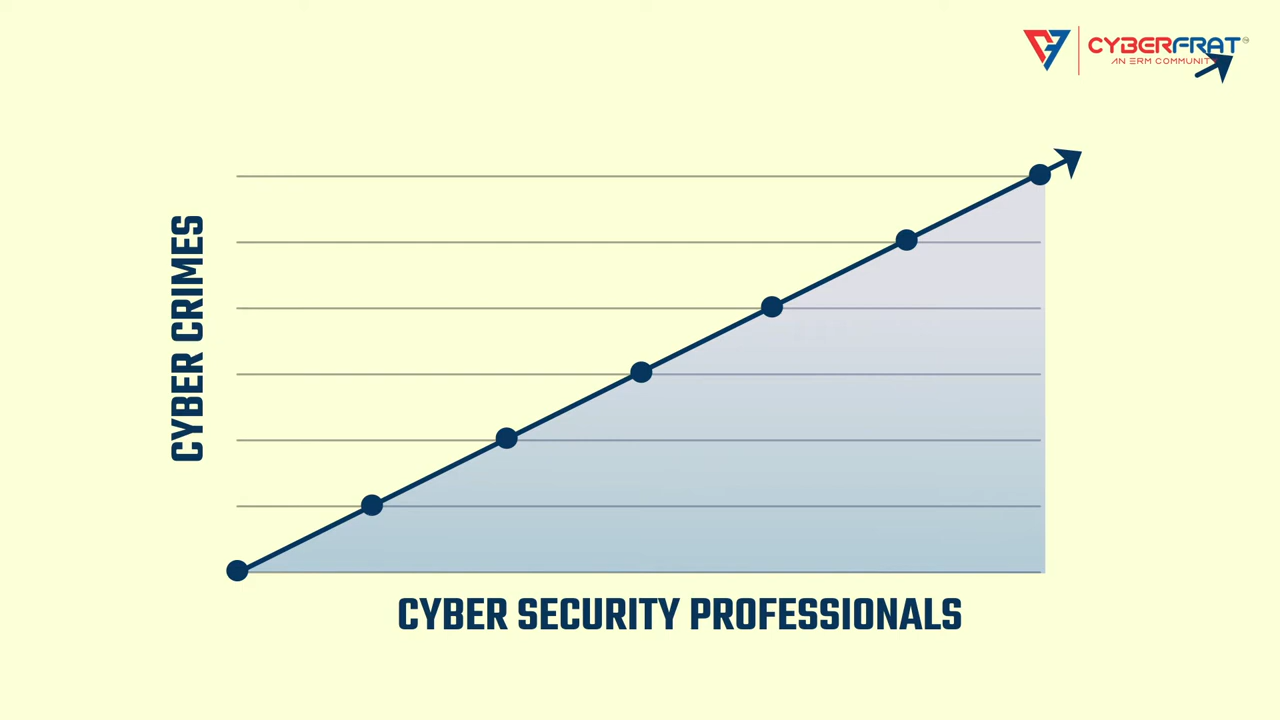 CYBERFRAT
AN ERM COMMUNITY
CYBER CRIMES
CYBER SECURITY PROFESSIONALS